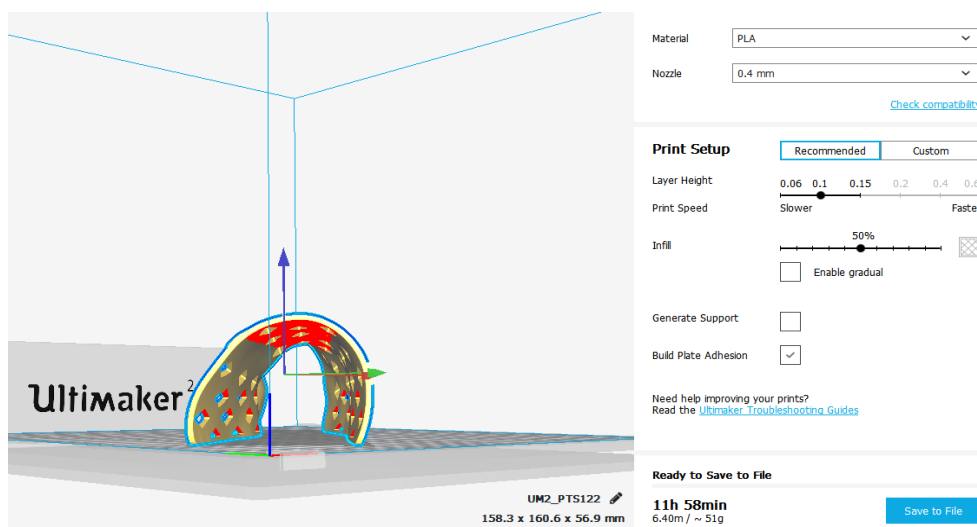 Material PLA
Nozzle 0.4 mm
Check compatibility
Print Setup Recommended Custom
Layer Height 0.06 0.1 0.15 0.2 0.4 0.6
Print Speed Slower Faste
Infill 50%
Enable gradual
Generate Support
Build Plate Adhesion
Need help improving your prints?
Read the Ultimaker Troubleshooting Guides
Ready to Save to File
11h 58min
6.40m / ~ 51g
Save to File
Ultimaker 2
UM2_PTS122
158.3 x 160.6 x 56.9 mm